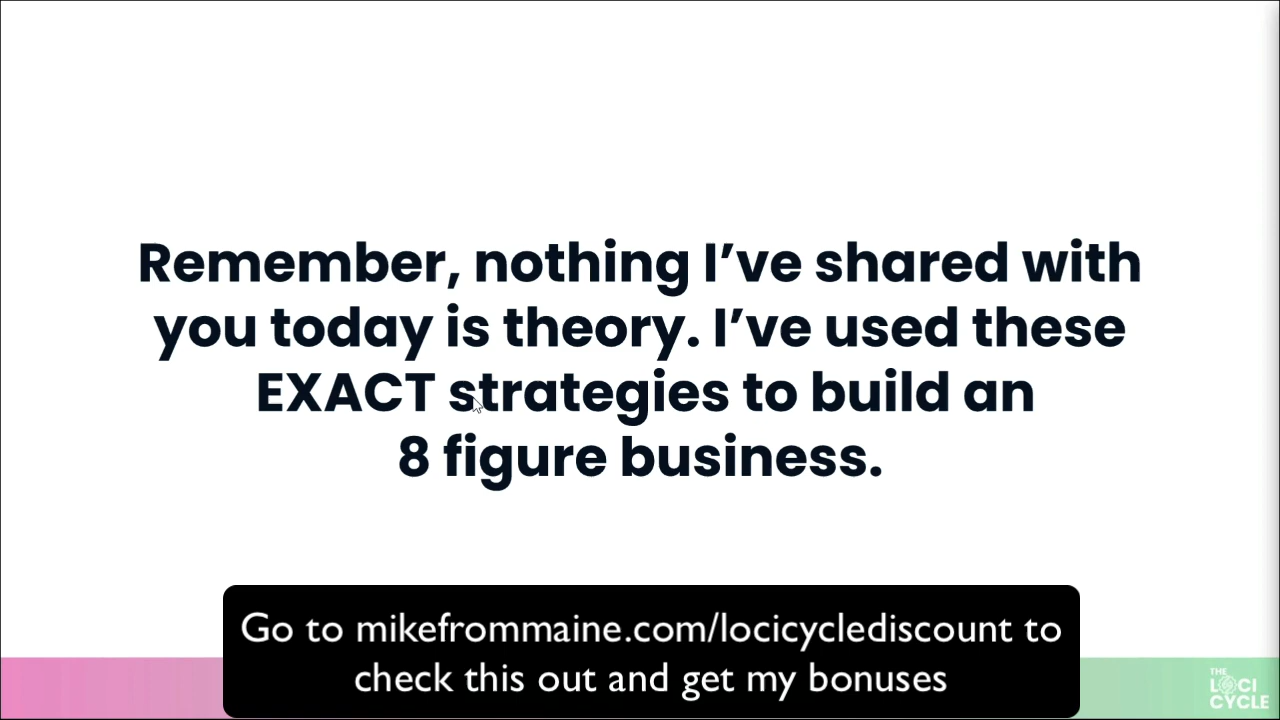 Remember, nothing I’ve shared with
you today is theory. I’ve used these
EXACT strategies to build an
8 figure business.
Go to mikefrommaine.com/locicyclediscount to
check this out and get my bonuses
THE
LOCI
CYCLE